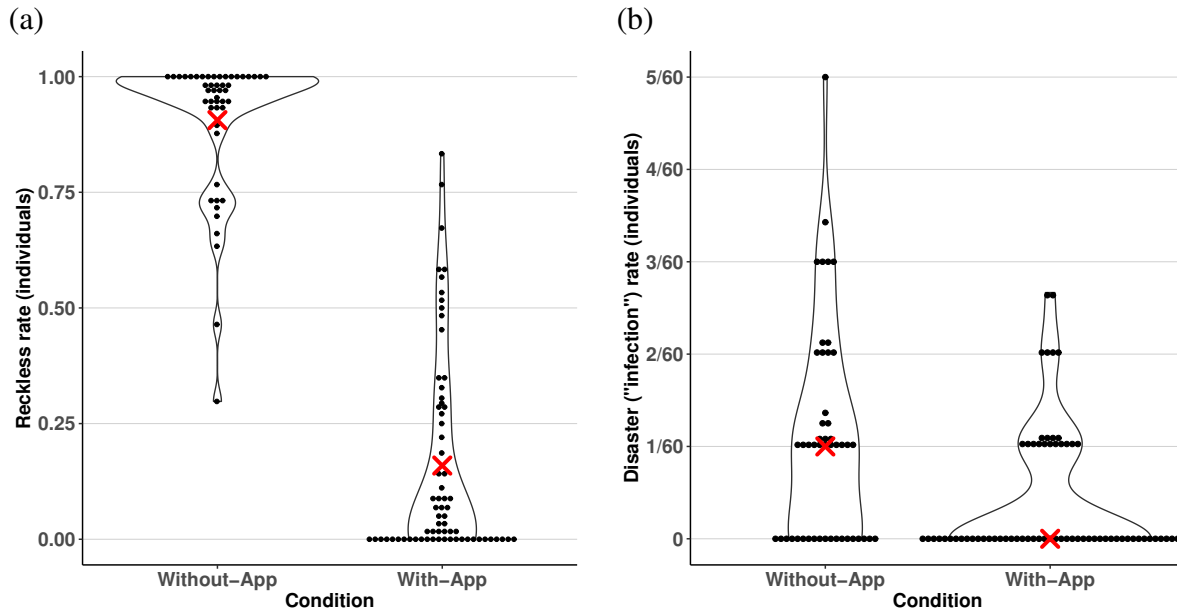 (a)
Reckless rate (individuals)
1.00
0.75
0.50
0.25
0.00
Without−App
With−App
Condition
(b)
Disaster ("infection") rate (individuals)
5/60
4/60
3/60
2/60
1/60
0
Without−App
With−App
Condition